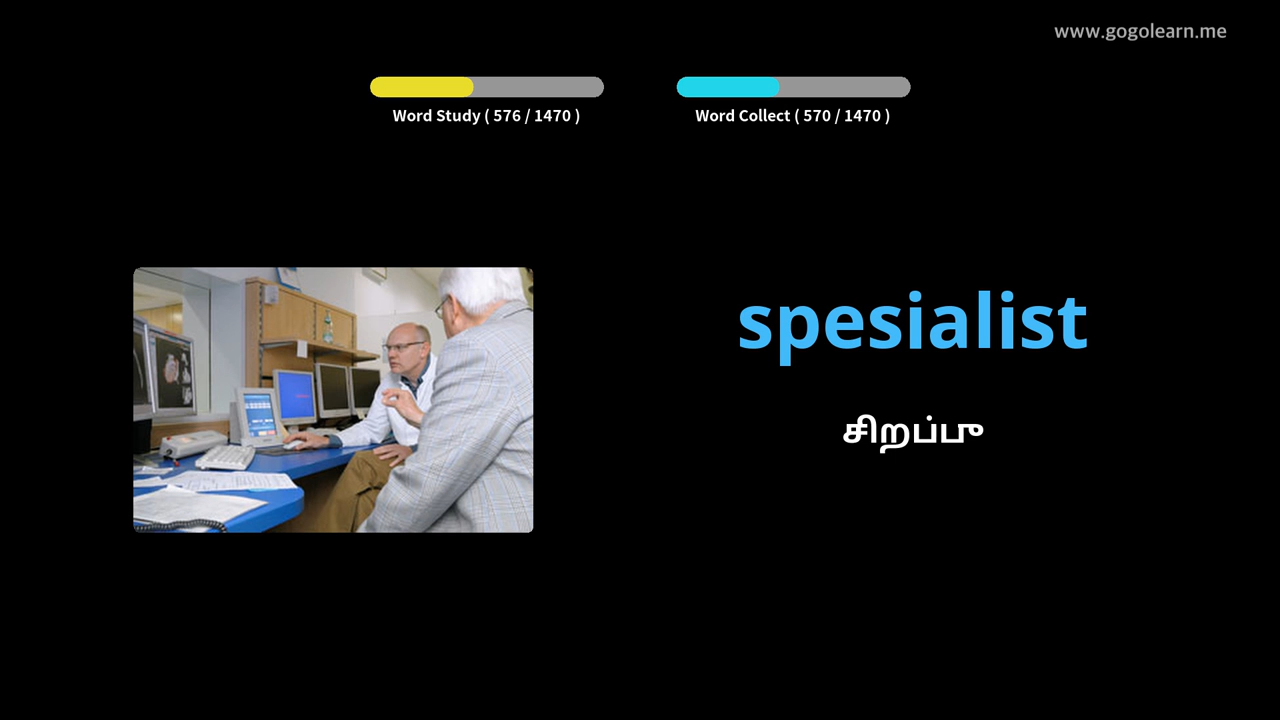 www.gogolearn.me
Word Study ( 576 / 1470 )
Word Collect ( 570 / 1470 )
spesialist
சிறப்பு